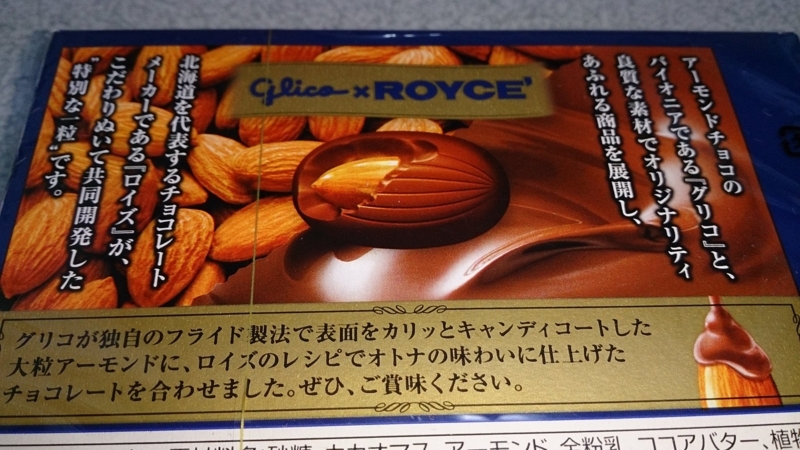 Glico×ROYCE'
アーモンドチョコの
パイオニアである『グリコ』と、
良質な素材でオリジナリティ
あふれる商品を展開し、
北海道を代表するチョコレート
メーカーである『ロイズ』が、
こだわりぬいて共同開発した
"特別な一粒"です。
グリコが独自のフライド製法で表面をカリッとキャンディコートした
大粒アーモンドに、ロイズのレシピでオトナの味わいに仕上げた
チョコレートを合わせました。ぜひ、ご賞味ください。
砂糖、カカオマス、アーモンド、全粉乳、ココアバター、植物